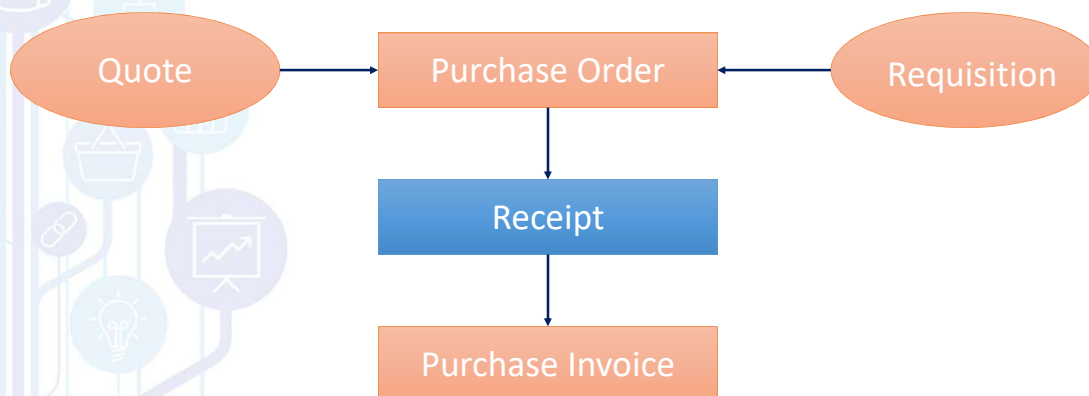 Quote
Purchase Order
Requisition
Receipt
Purchase Invoice